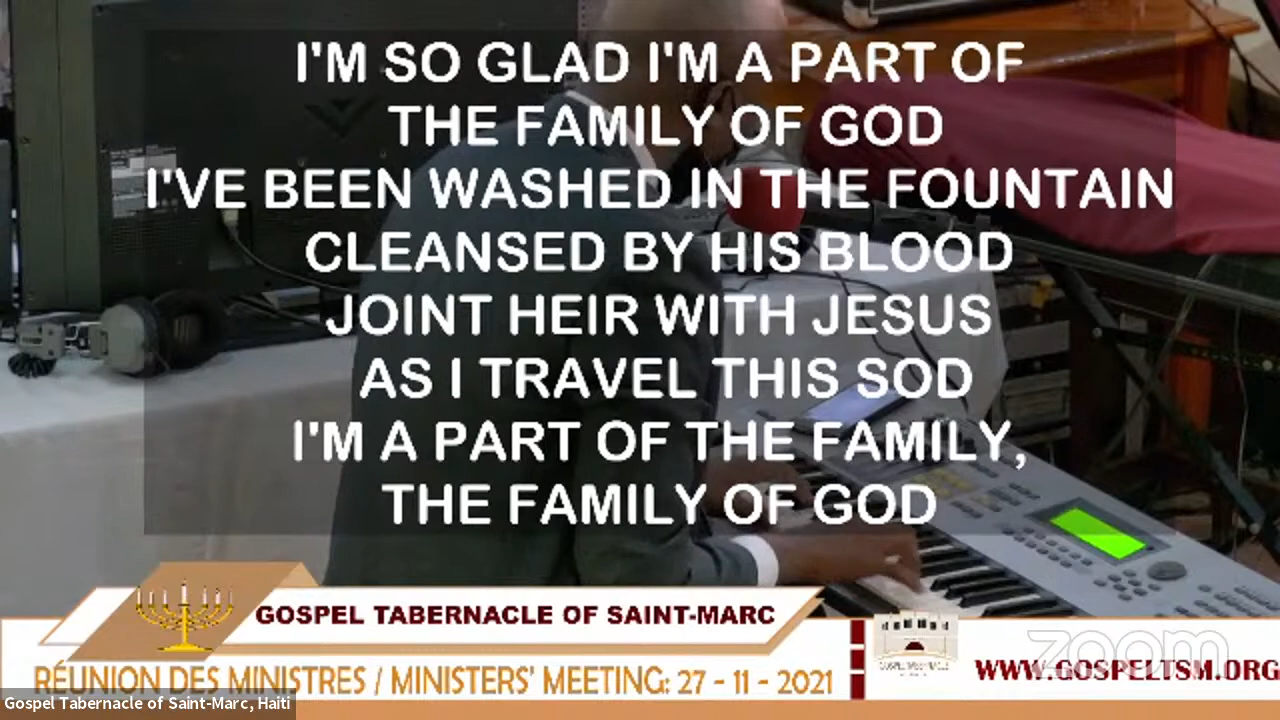 I'M SO GLAD I'M A PART OF
THE FAMILY OF GOD
I'VE BEEN WASHED IN THE FOUNTAIN
CLEANSED BY HIS BLOOD
JOINT HEIR WITH JESUS
AS I TRAVEL THIS SOD
I'M A PART OF THE FAMILY,
THE FAMILY OF GOD
GOSPEL TABERNACLE OF SAINT-MARC
RÉUNION DES MINISTRES / MINISTERS' MEETING: 27 - 11 - 2021
GOSPEL TABERNACLE
zoom
WWW.GOSPELTSM.ORG
Gospel Tabernacle of Saint-Marc, Haiti